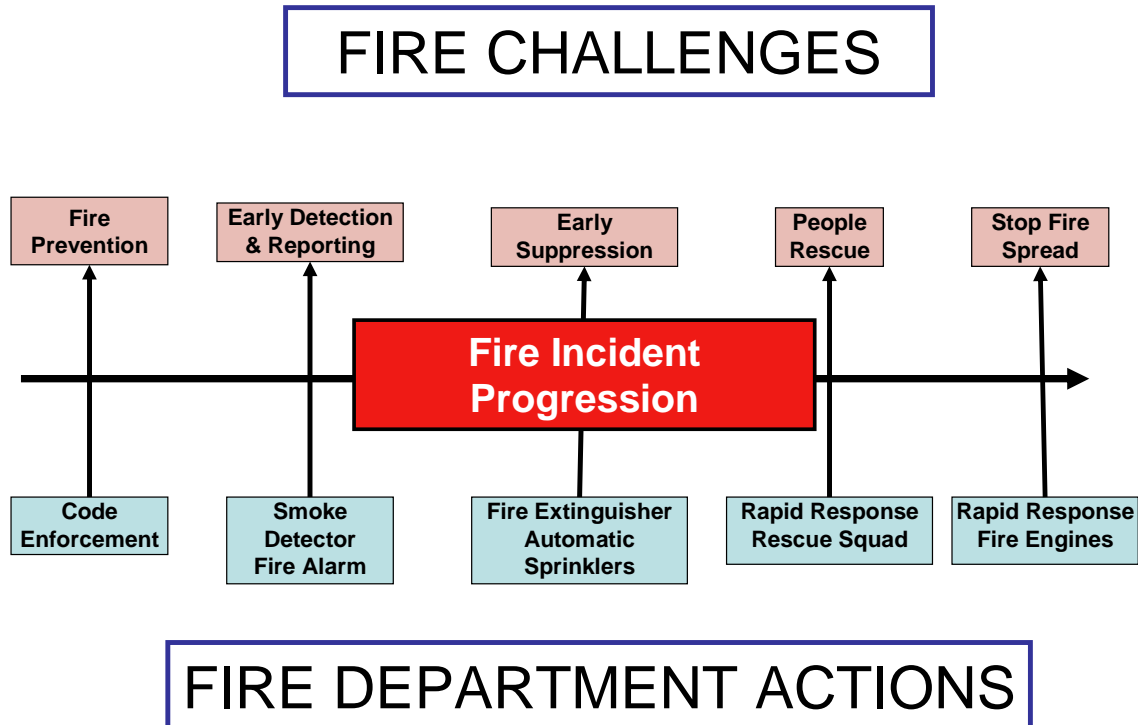 FIRE CHALLENGES
Fire
Prevention
Early Detection
& Reporting
Early
Suppression
People
Rescue
Stop Fire
Spread
Fire Incident
Progression
Code
Enforcement
Smoke
Detector
Fire Alarm
Fire Extinguisher
Automatic
Sprinklers
Rapid Response
Rescue Squad
Rapid Response
Fire Engines
FIRE DEPARTMENT ACTIONS